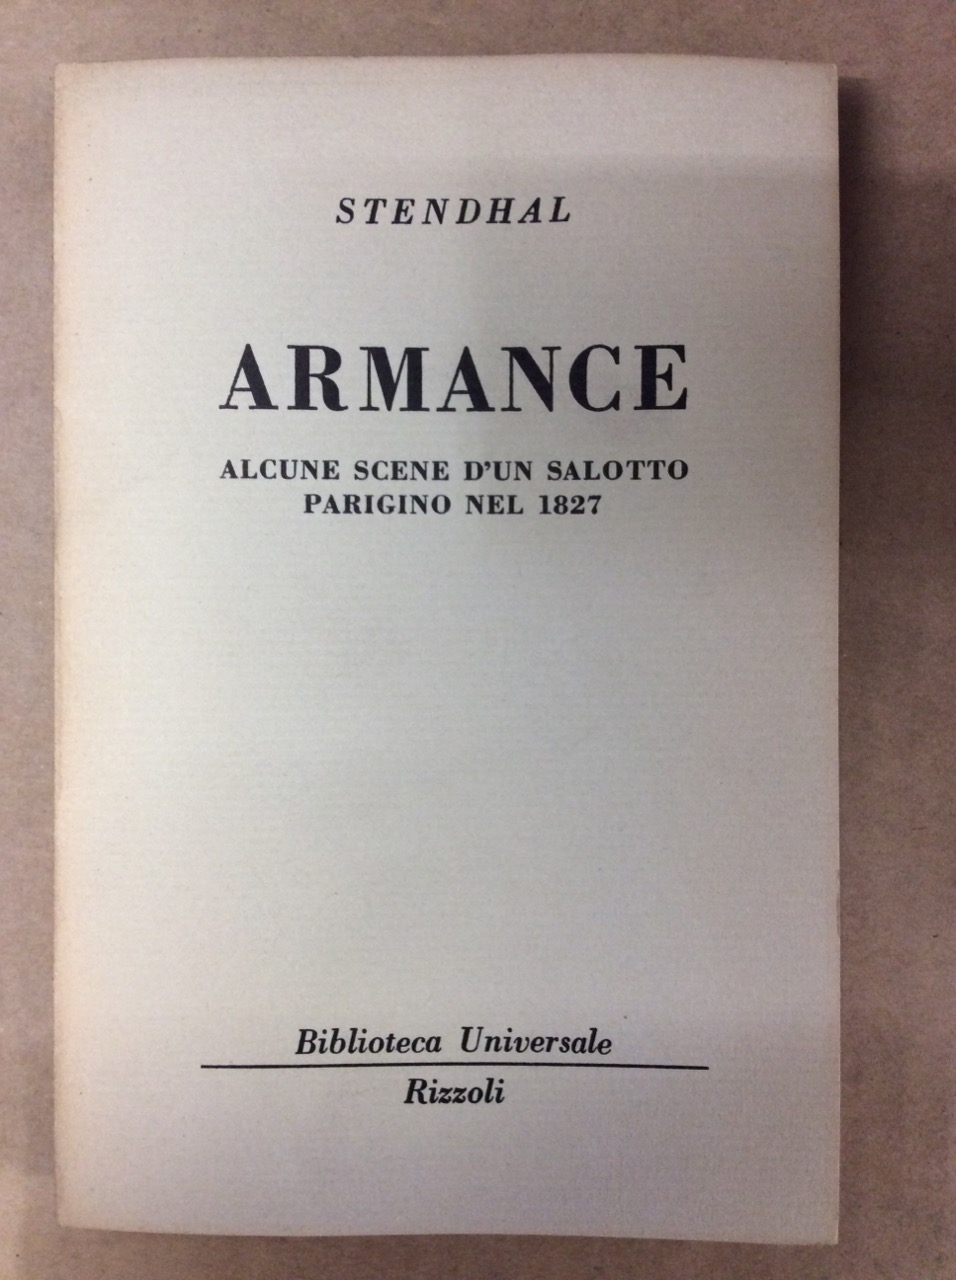 STENDHAL
ARMANCE
ALCUNE SCENE D'UN SALOTTO
PARIGINO NEL 1827
Biblioteca Universale
Rizzoli